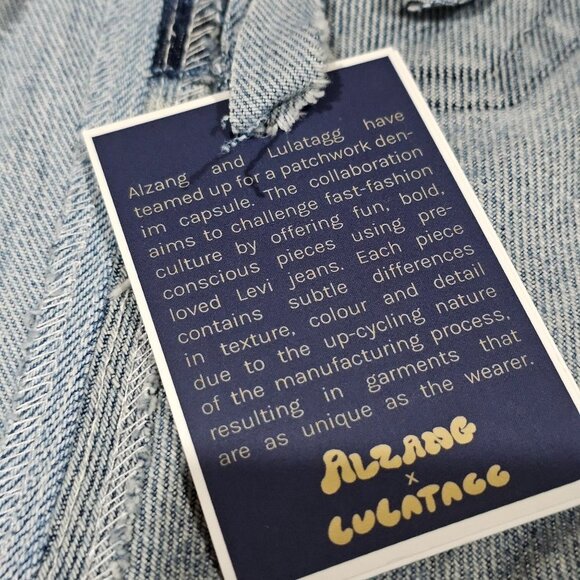 Alzang and Lulatagg have
teamed up for a patchwork den-
im capsule. The collaboration
aims to challenge fast-fashion
culture by offering fun, bold,
conscious pieces using pre-
loved Levi jeans. Each piece
contains subtle differences
in texture, colour and detail
due to the up-cycling nature
of the manufacturing process,
resulting in garments that
are as unique as the wearer.
ALZANG
x
LULATAGG